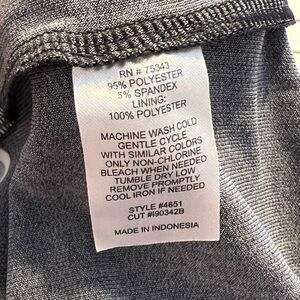 RN # 75343
95% POLYESTER
5% SPANDEX
LINING:
100% POLYESTER
MACHINE WASH COLD
GENTLE CYCLE
WITH SIMILAR COLORS
ONLY NON-CHLORINE
BLEACH WHEN NEEDED
TUMBLE DRY LOW
REMOVE PROMPTLY
COOL IRON IF NEEDED
STYLE #4651
CUT #I90342B
MADE IN INDONESIA